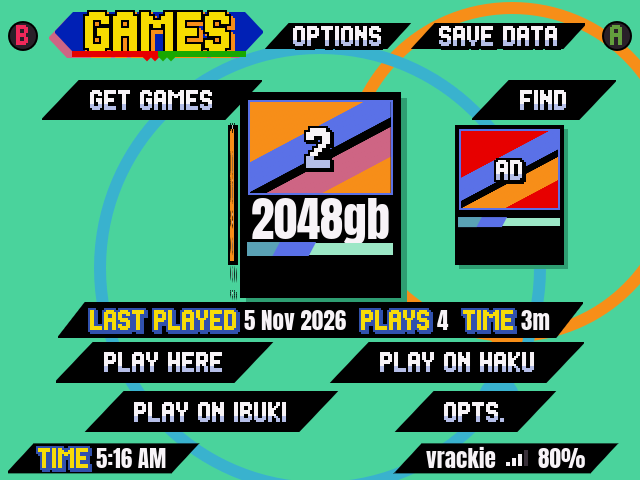 B GAMES OPTIONS SAVE DATA A
GET GAMES FIND
2 AD
2048gb
LAST PLAYED 5 Nov 2026 PLAYS 4 TIME 3m
PLAY HERE PLAY ON HAKU
PLAY ON IBUKI OPTS.
TIME 5:16 AM vrackie 80%